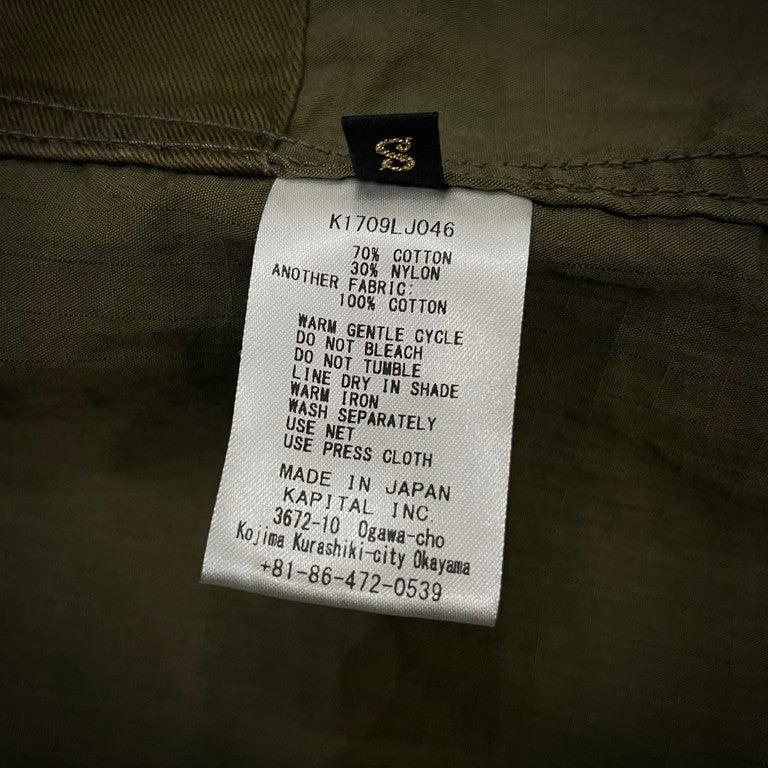 S
K1709LJ046
70% COTTON
30% NYLON
ANOTHER FABRIC:
100% COTTON
WARM GENTLE CYCLE
DO NOT BLEACH
DO NOT TUMBLE
LINE DRY IN SHADE
WARM IRON
WASH SEPARATELY
USE NET
USE PRESS CLOTH
MADE IN JAPAN
KAPITAL INC.
3672-10 Ogawa-cho
Kojima Kurashiki-city Okayama
+81-86-472-0539